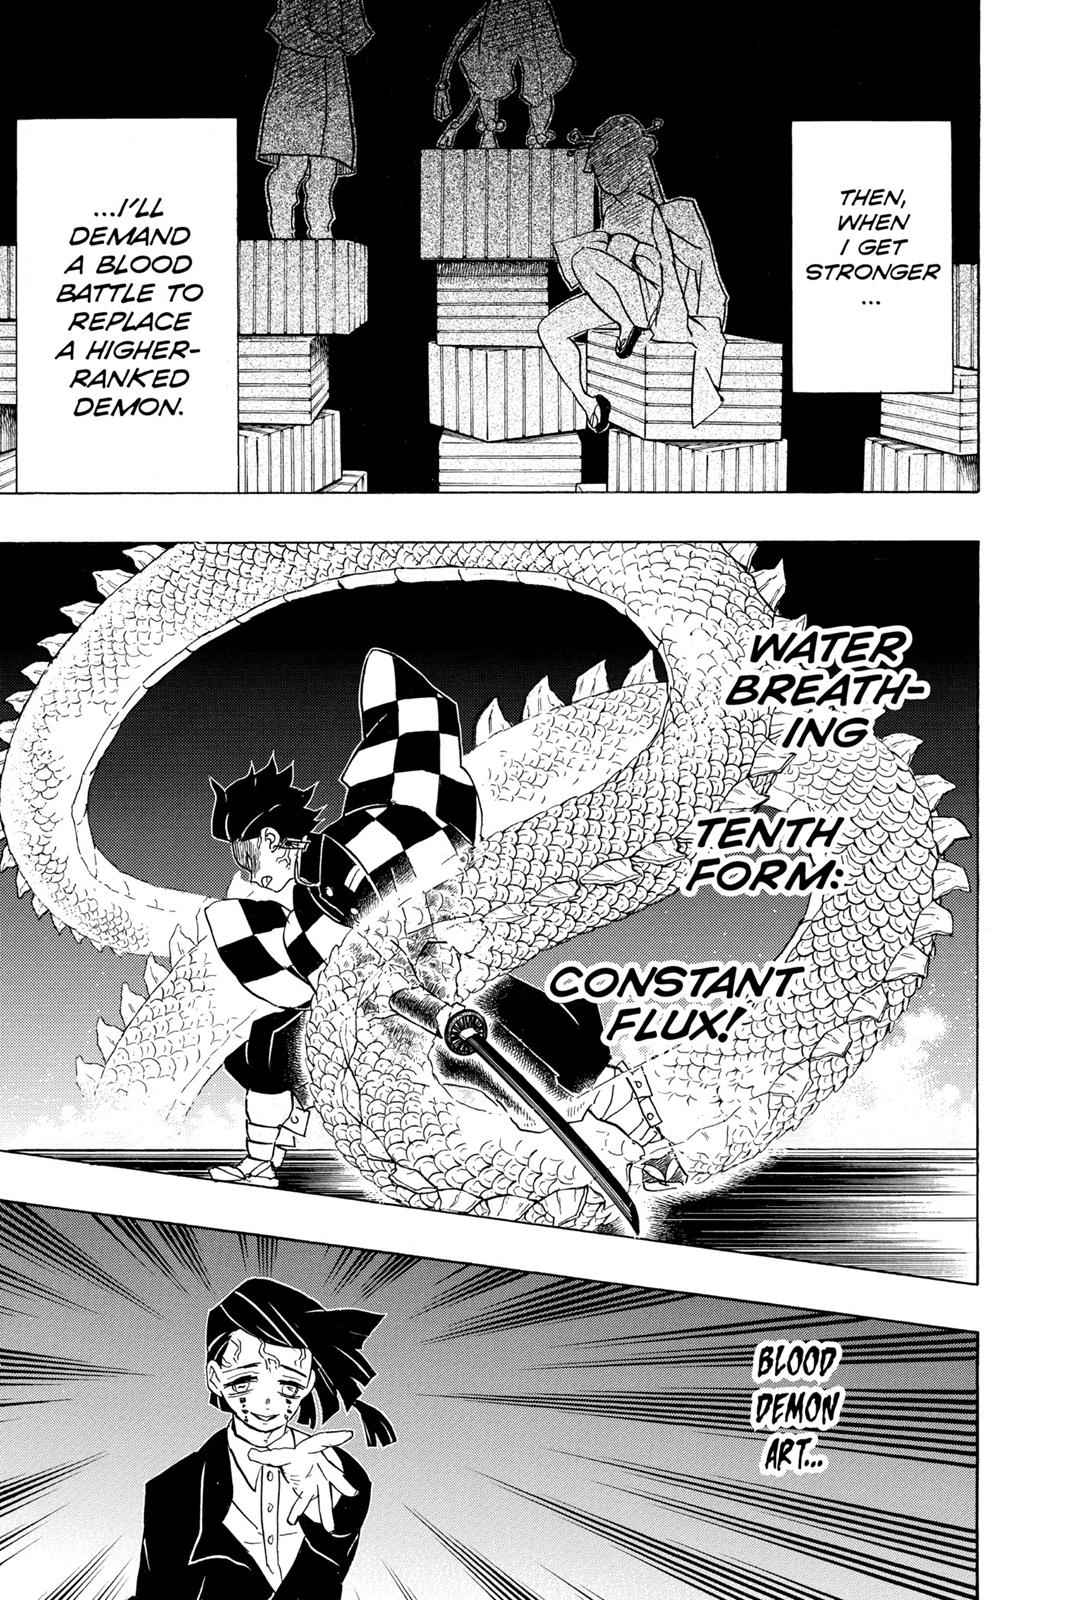 THEN,
WHEN
I GET
STRONGER
...
...I'LL
DEMAND
A BLOOD
BATTLE TO
REPLACE
A HIGHER-
RANKED
DEMON.
WATER
BREATH-
ING
TENTH
FORM:
CONSTANT
FLUX!
BLOOD
DEMON
ART...